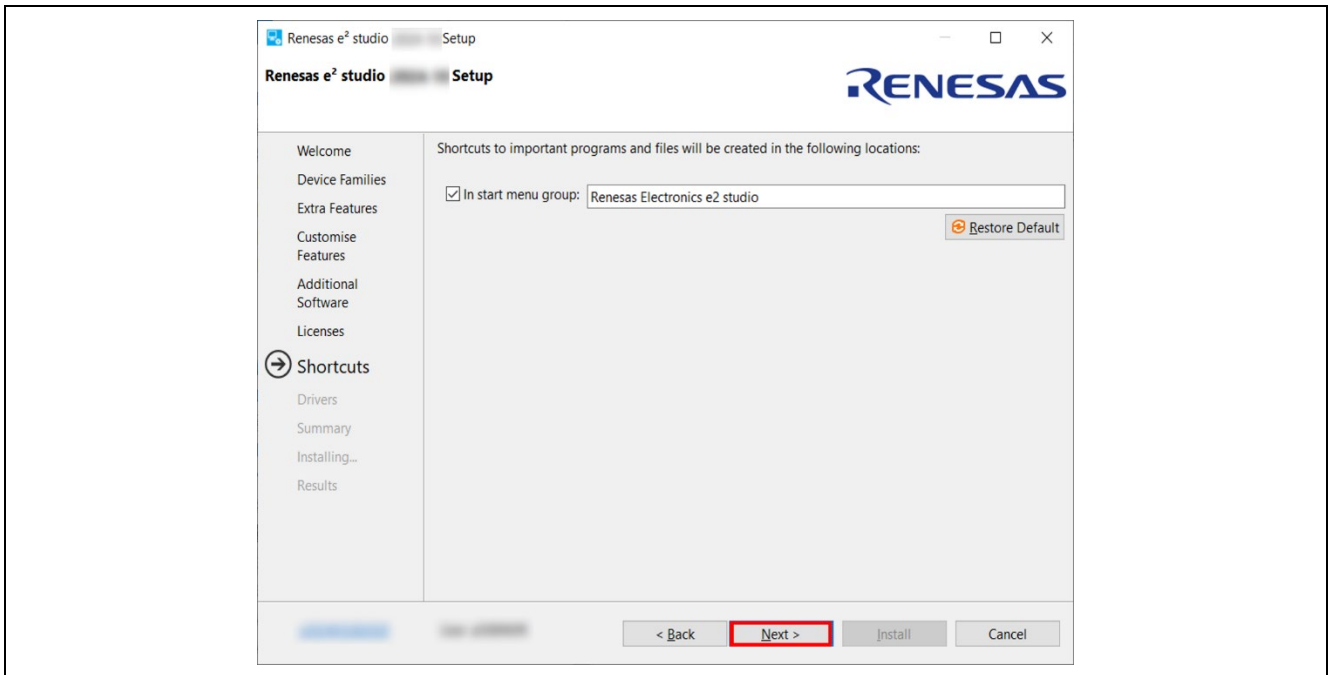 Renesas e² studio Setup
Renesas e² studio Setup
RENESAS
Welcome
Device Families
Extra Features
Customise
Features
Additional
Software
Licenses
Shortcuts
Drivers
Summary
Installing...
Results
Shortcuts to important programs and files will be created in the following locations:
In start menu group: Renesas Electronics e2 studio
Restore Default
< Back Next > Install Cancel